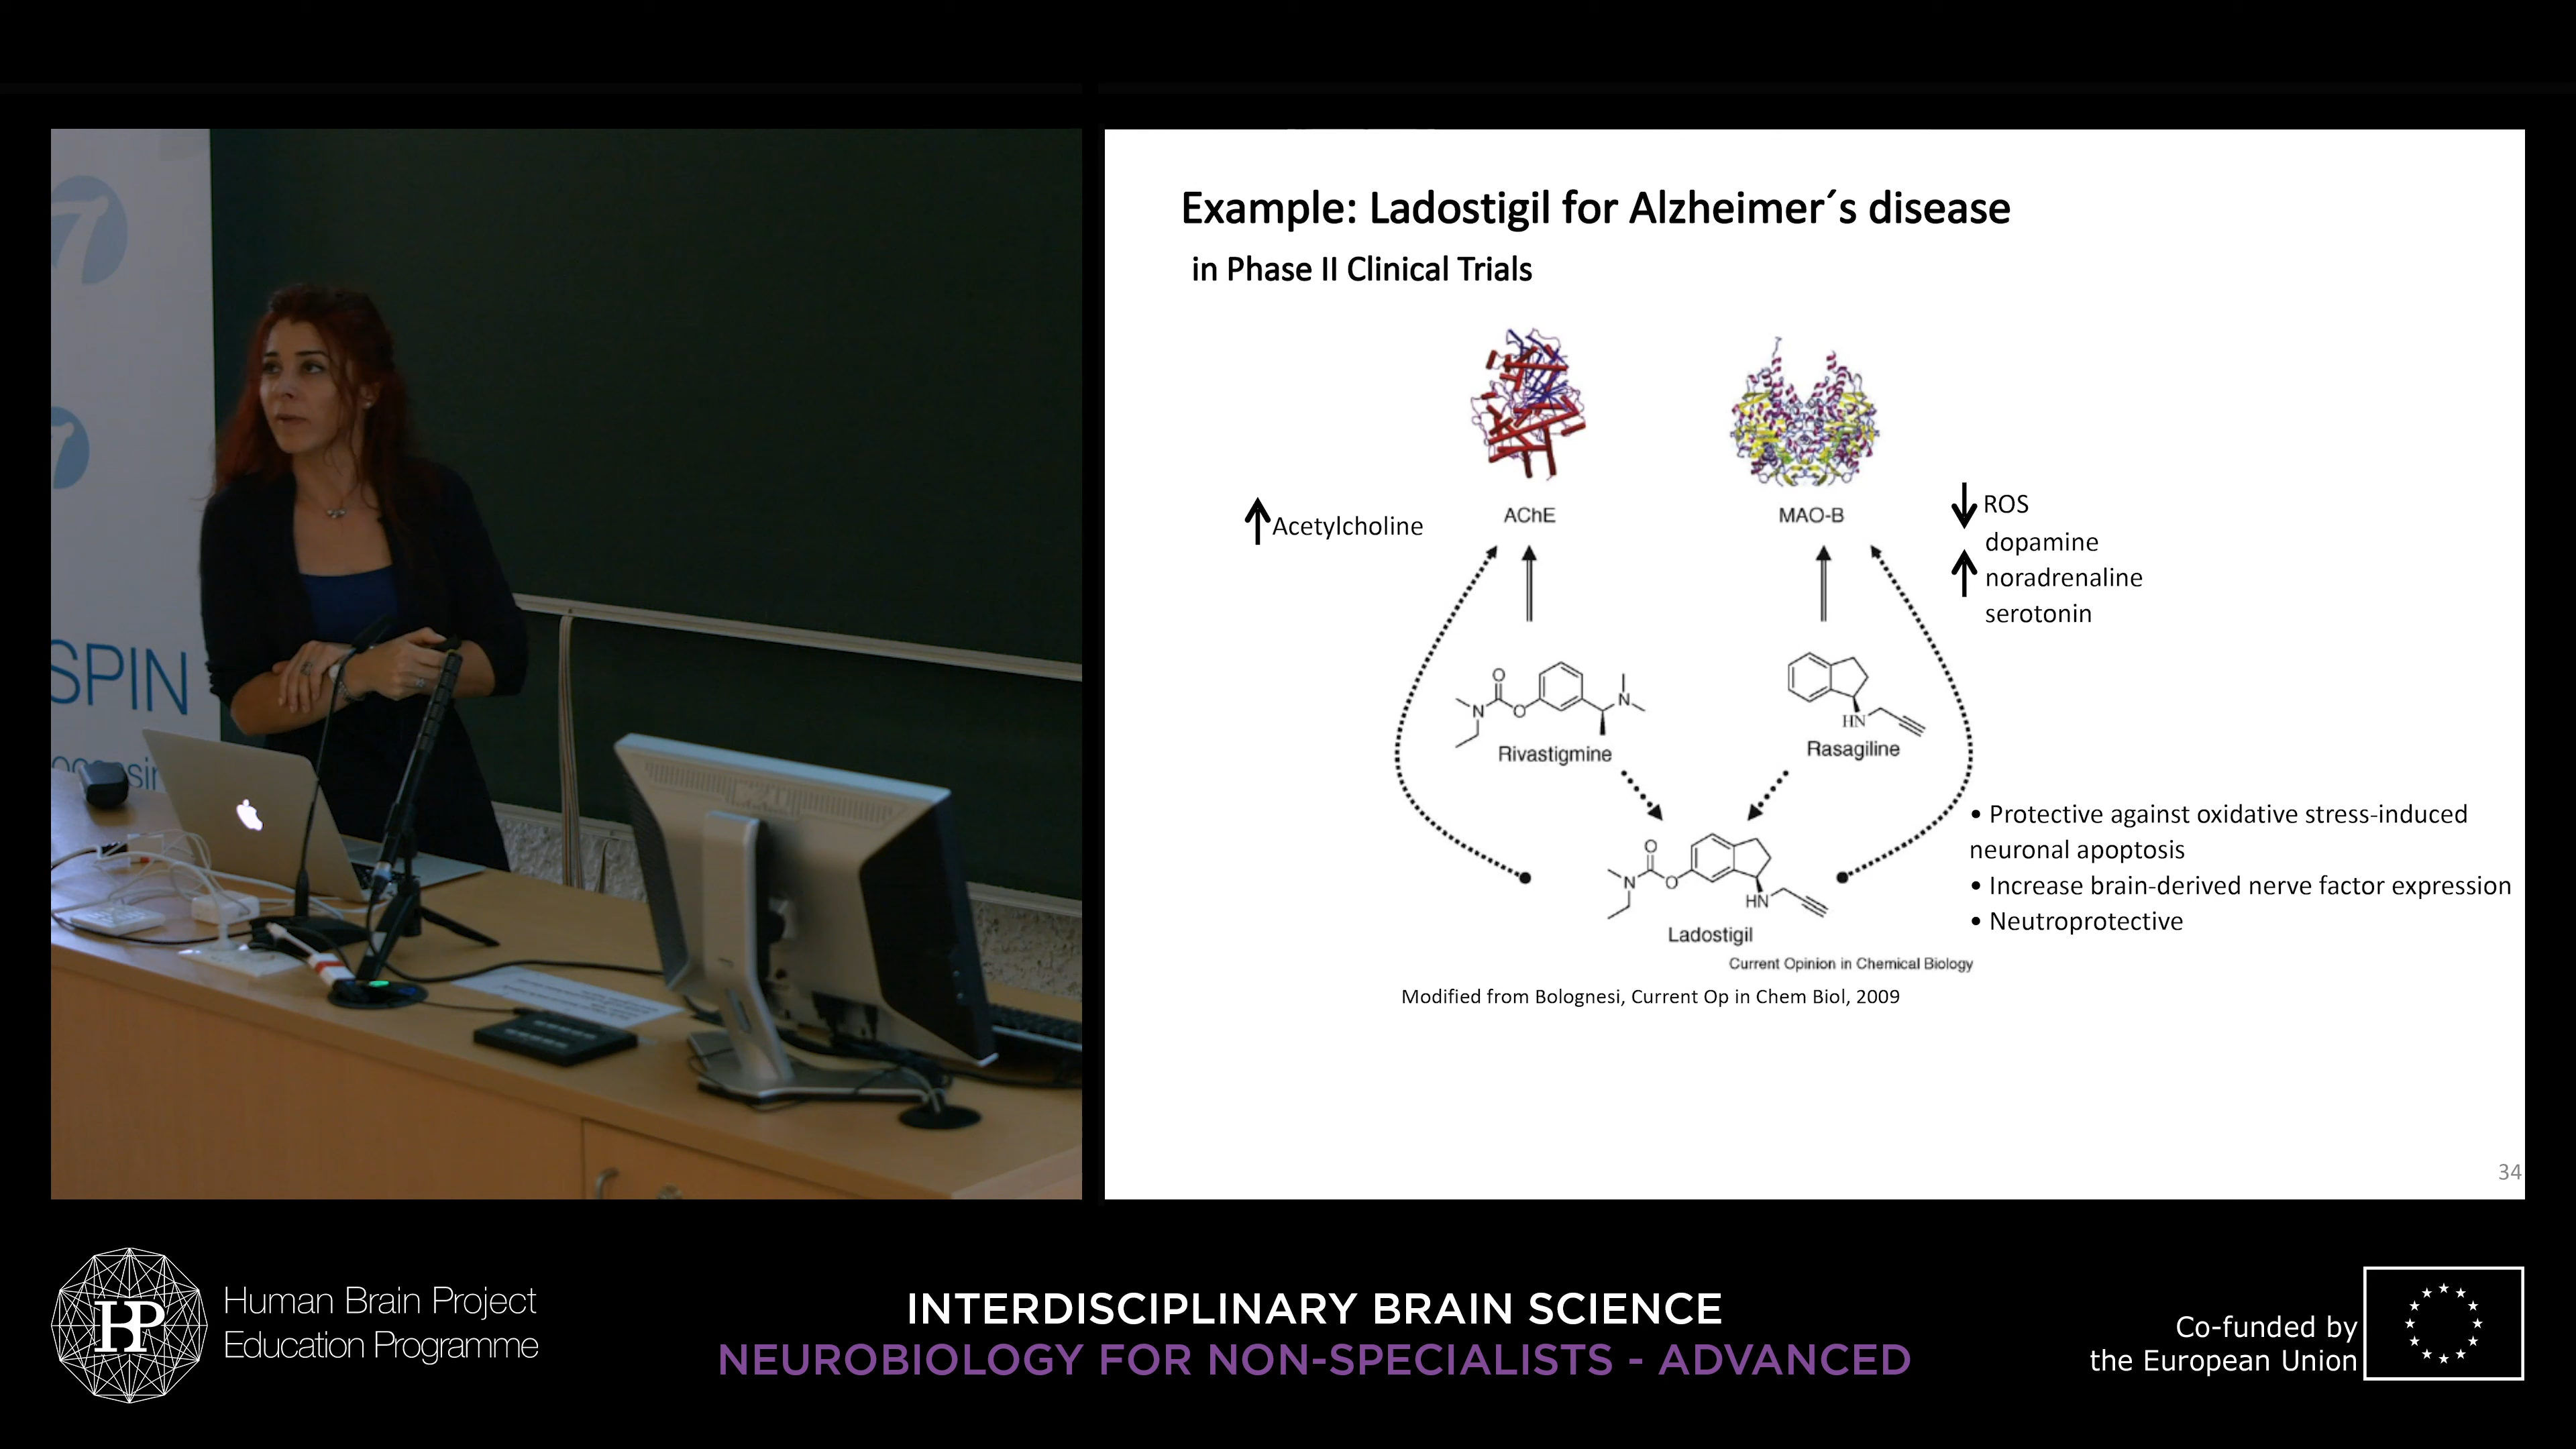 SPIN
Example: Ladostigil for Alzheimer´s disease
in Phase II Clinical Trials
AChE
MAO-B
Acetylcholine
ROS
dopamine
noradrenaline
serotonin
O
N
O
N
Rivastigmine
HN
Rasagiline
O
N
O
HN
Ladostigil
• Protective against oxidative stress-induced
neuronal apoptosis
• Increase brain-derived nerve factor expression
• Neutroprotective
Current Opinion in Chemical Biology
Modified from Bolognesi, Current Op in Chem Biol, 2009
34
HP
Human Brain Project
Education Programme
INTERDISCIPLINARY BRAIN SCIENCE
NEUROBIOLOGY FOR NON-SPECIALISTS - ADVANCED
Co-funded by
the European Union